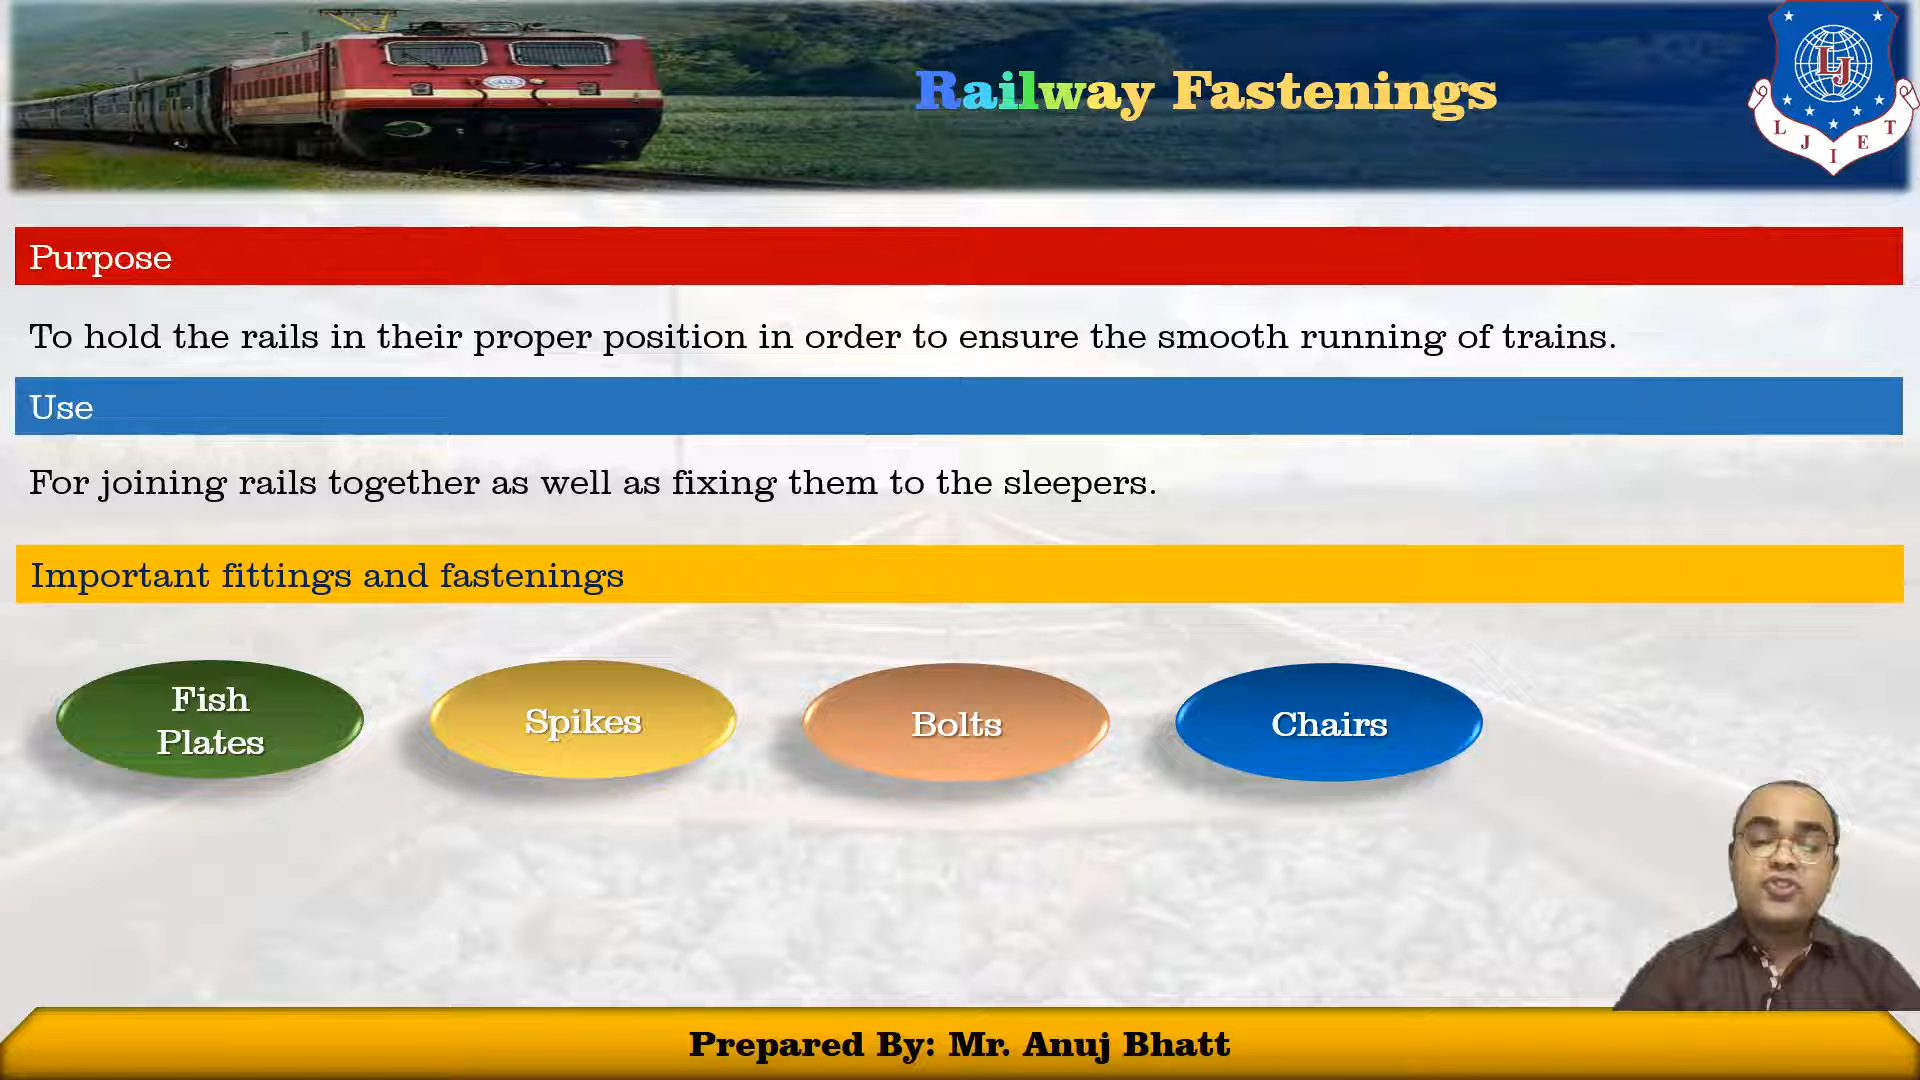 Railway Fastenings
LJ
L J I E T
Purpose
To hold the rails in their proper position in order to ensure the smooth running of trains.
Use
For joining rails together as well as fixing them to the sleepers.
Important fittings and fastenings
Fish
Plates
Spikes
Bolts
Chairs
Prepared By: Mr. Anuj Bhatt